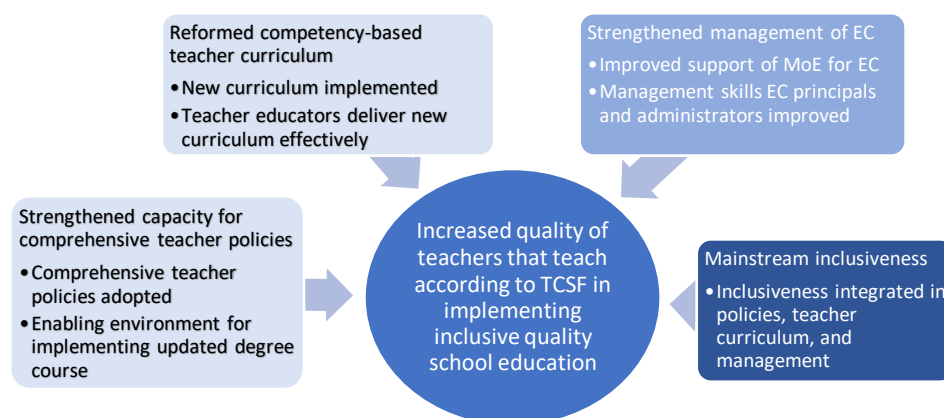 Reformed competency-based
teacher curriculum
•New curriculum implemented
•Teacher educators deliver new
curriculum effectively
Strengthened management of EC
•Improved support of MoE for EC
•Management skills EC principals
and administrators improved
Strengthened capacity for
comprehensive teacher policies
• Comprehensive teacher
policies adopted
• Enabling environment for
implementing updated degree
course
Increased quality of
teachers that teach
according to TCSF in
implementing
inclusive quality
school education
Mainstream inclusiveness
• Inclusiveness integrated in
policies, teacher
curriculum, and
management